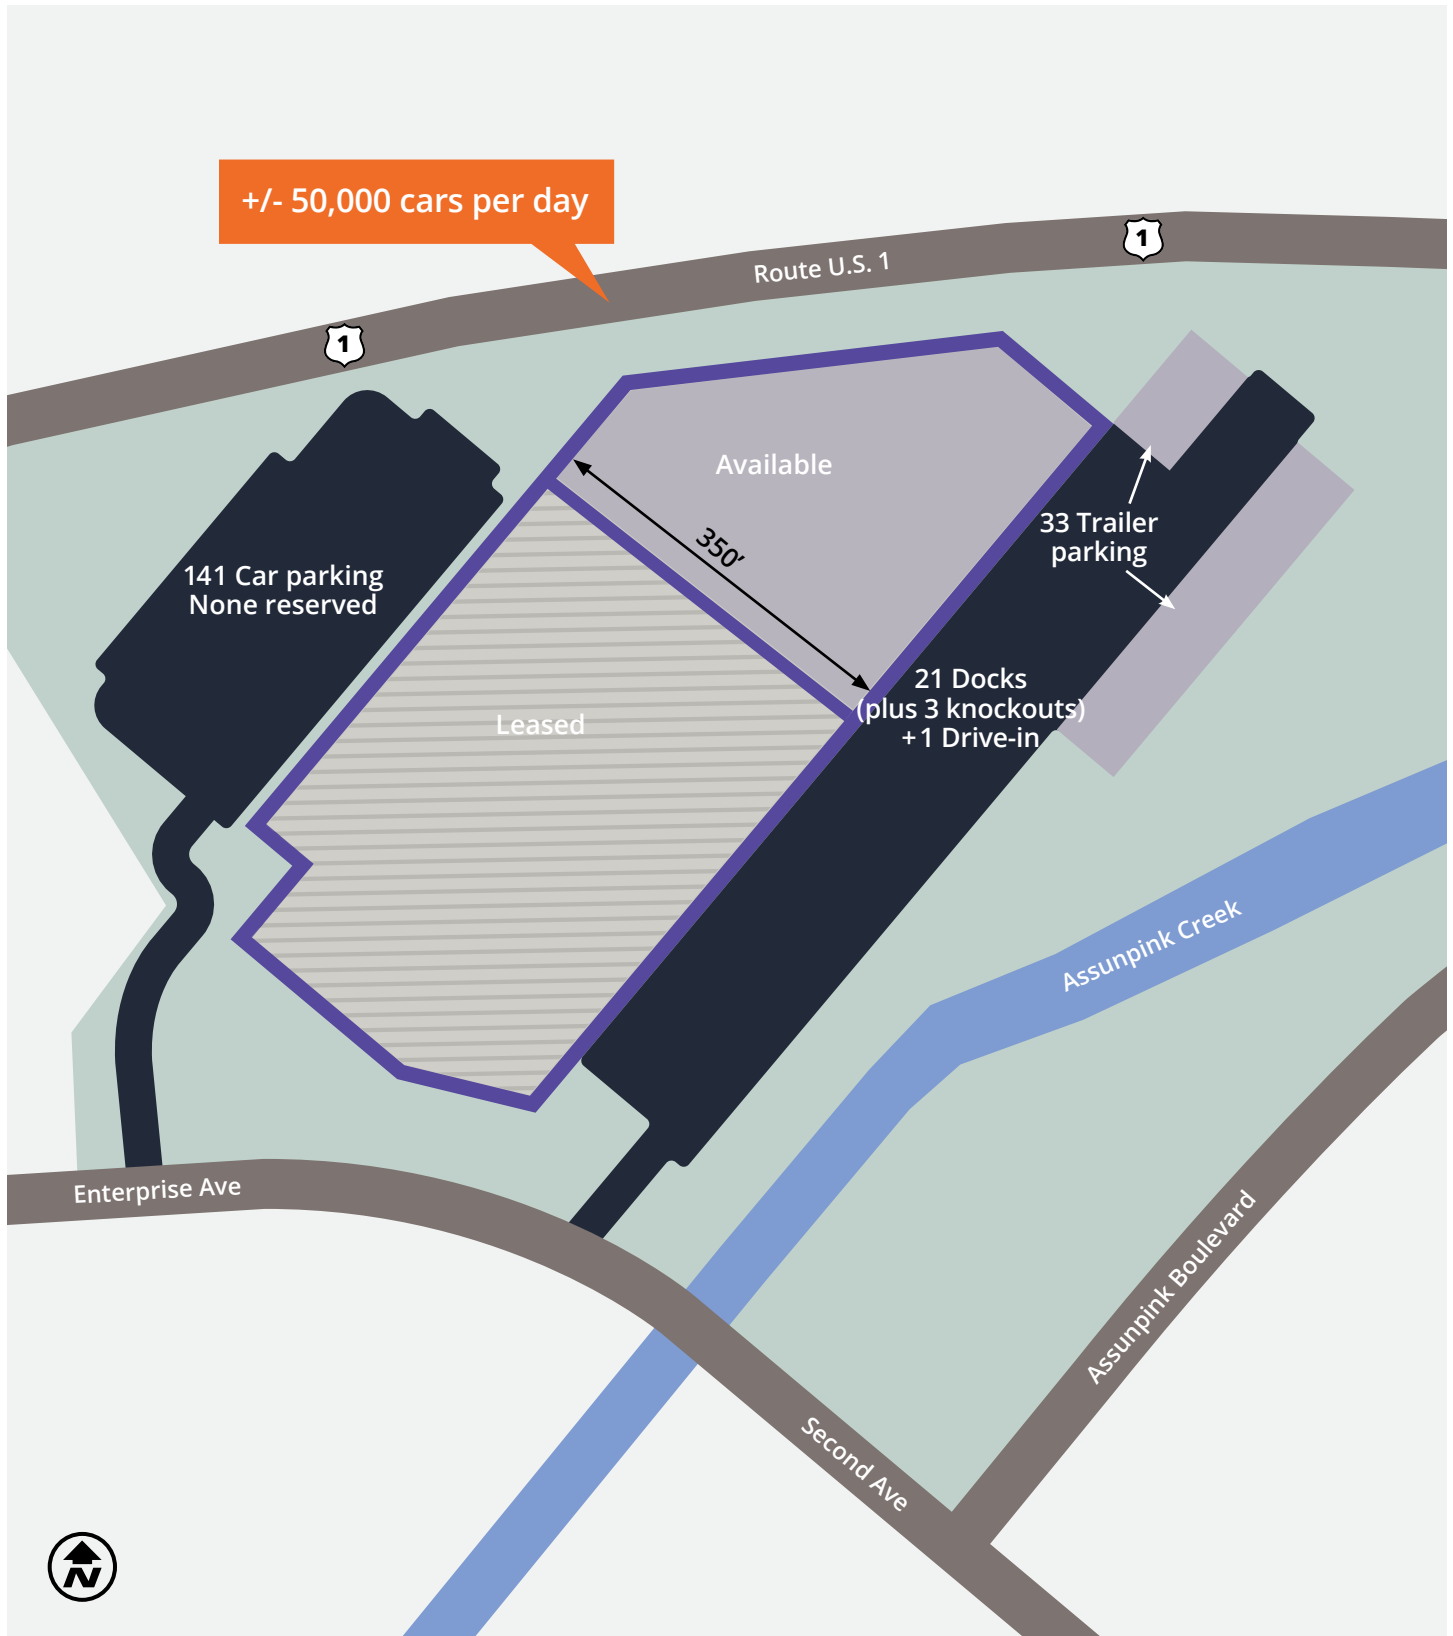 +/- 50,000 cars per day
1
Route U.S. 1
1
Available
350’
33 Trailer
parking
141 Car parking
None reserved
21 Docks
(plus 3 knockouts)
+1 Drive-in
Leased
Assunpink Creek
Enterprise Ave
Assunpink Boulevard
Second Ave
N